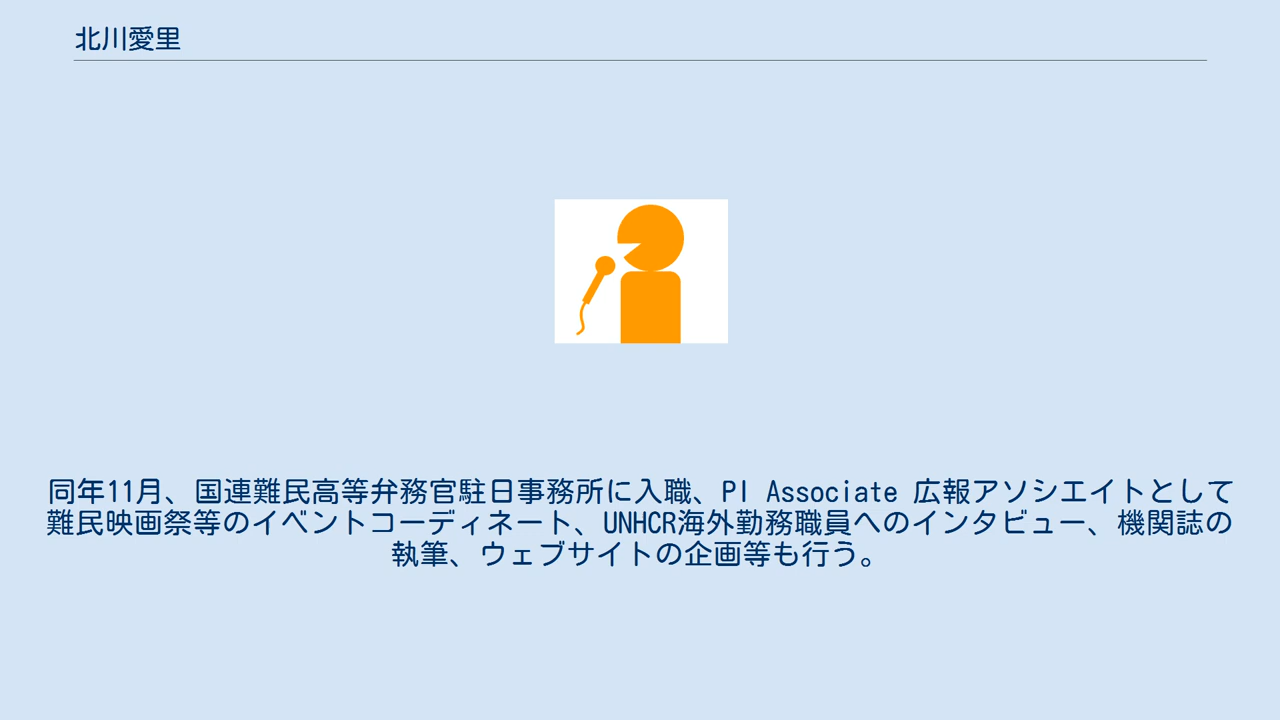 北川愛里
同年11月、国連難民高等弁務官駐日事務所に入職、PI Associate 広報アソシエイトとして
難民映画祭等のイベントコーディネート、UNHCR海外勤務職員へのインタビュー、機関誌の
執筆、ウェブサイトの企画等も行う。